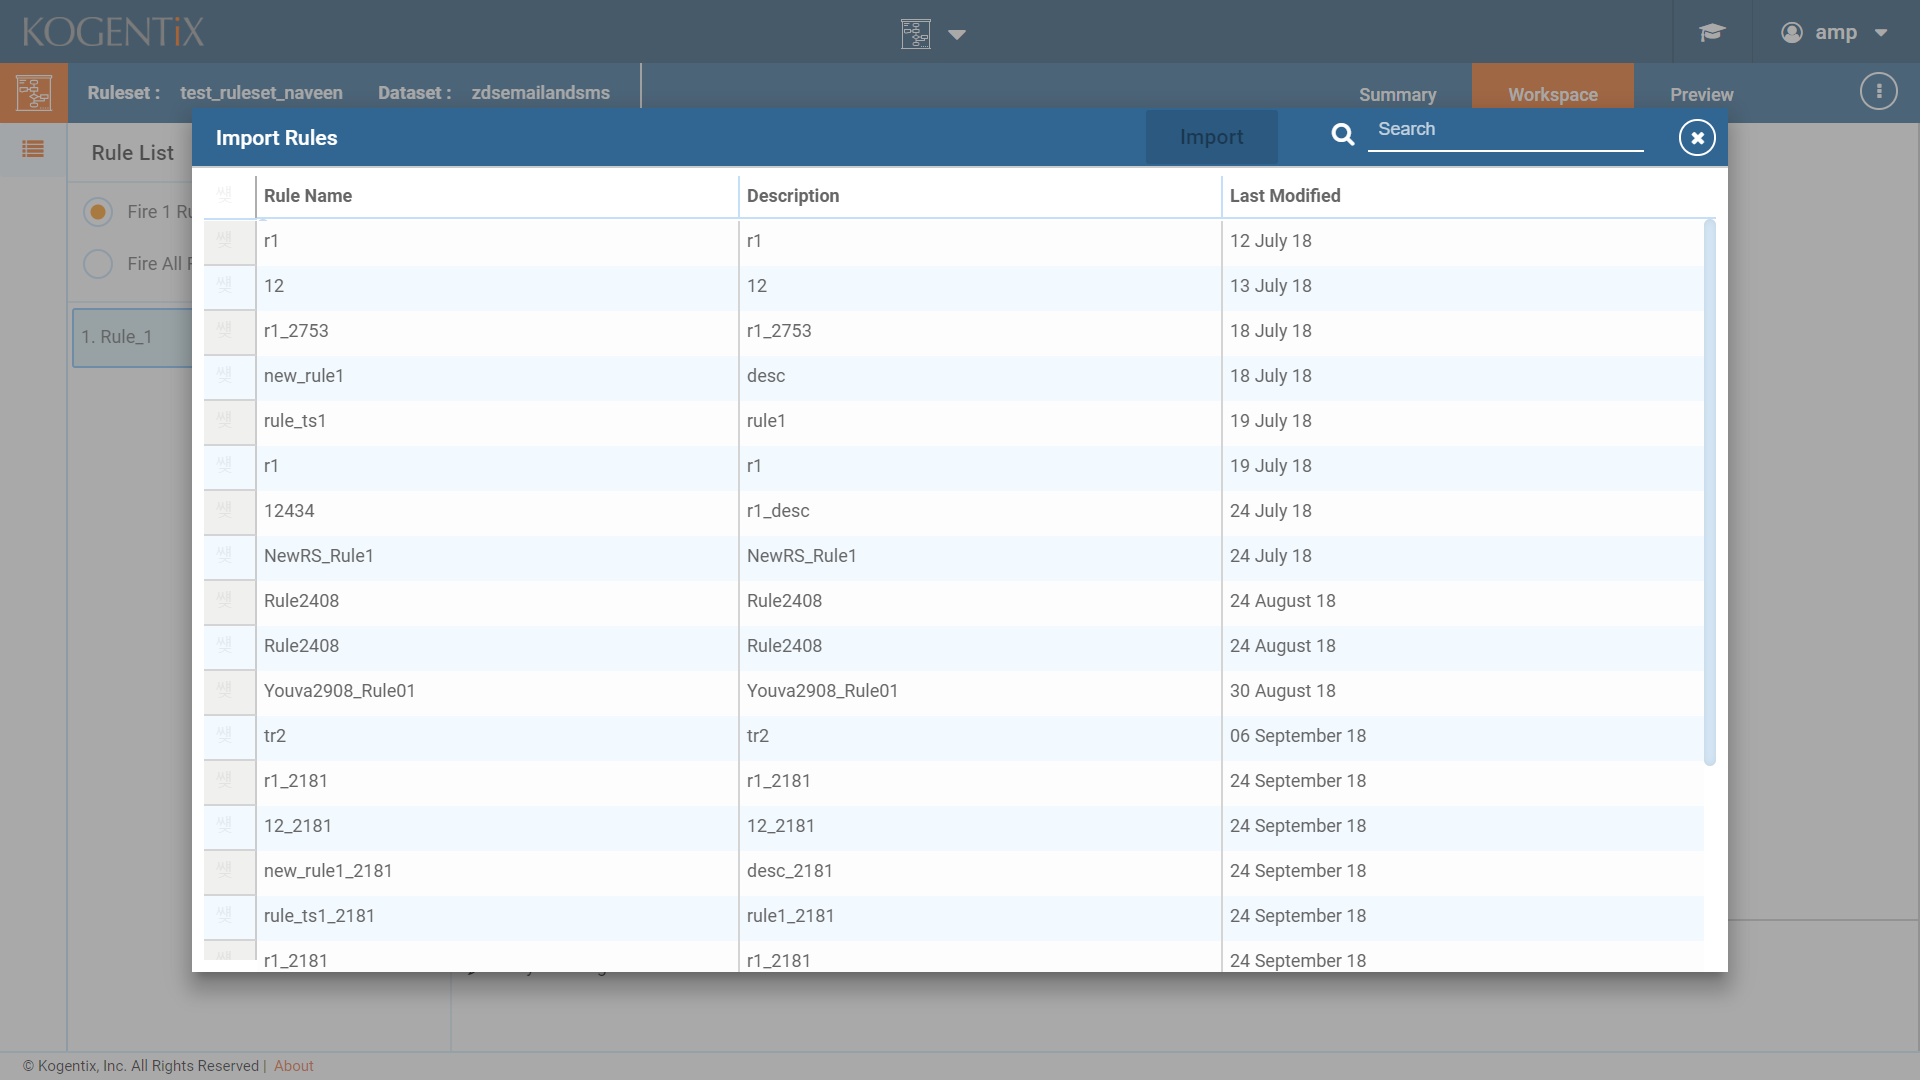 KOGENTiX
amp
Ruleset : test_ruleset_naveen Dataset : zdsemailandsms
Summary Workspace Preview
Import Rules Import Search
Rule List
Fire 1 Ru
Fire All
1. Rule_1
Rule Name Description Last Modified
r1 r1 12 July 18
12 12 13 July 18
r1_2753 r1_2753 18 July 18
new_rule1 desc 18 July 18
rule_ts1 rule1 19 July 18
r1 r1 19 July 18
12434 r1_desc 24 July 18
NewRS_Rule1 NewRS_Rule1 24 July 18
Rule2408 Rule2408 24 August 18
Rule2408 Rule2408 24 August 18
Youva2908_Rule01 Youva2908_Rule01 30 August 18
tr2 tr2 06 September 18
r1_2181 r1_2181 24 September 18
12_2181 12_2181 24 September 18
new_rule1_2181 desc_2181 24 September 18
rule_ts1_2181 rule1_2181 24 September 18
r1_2181 r1_2181 24 September 18
© Kogentix, Inc. All Rights Reserved | About